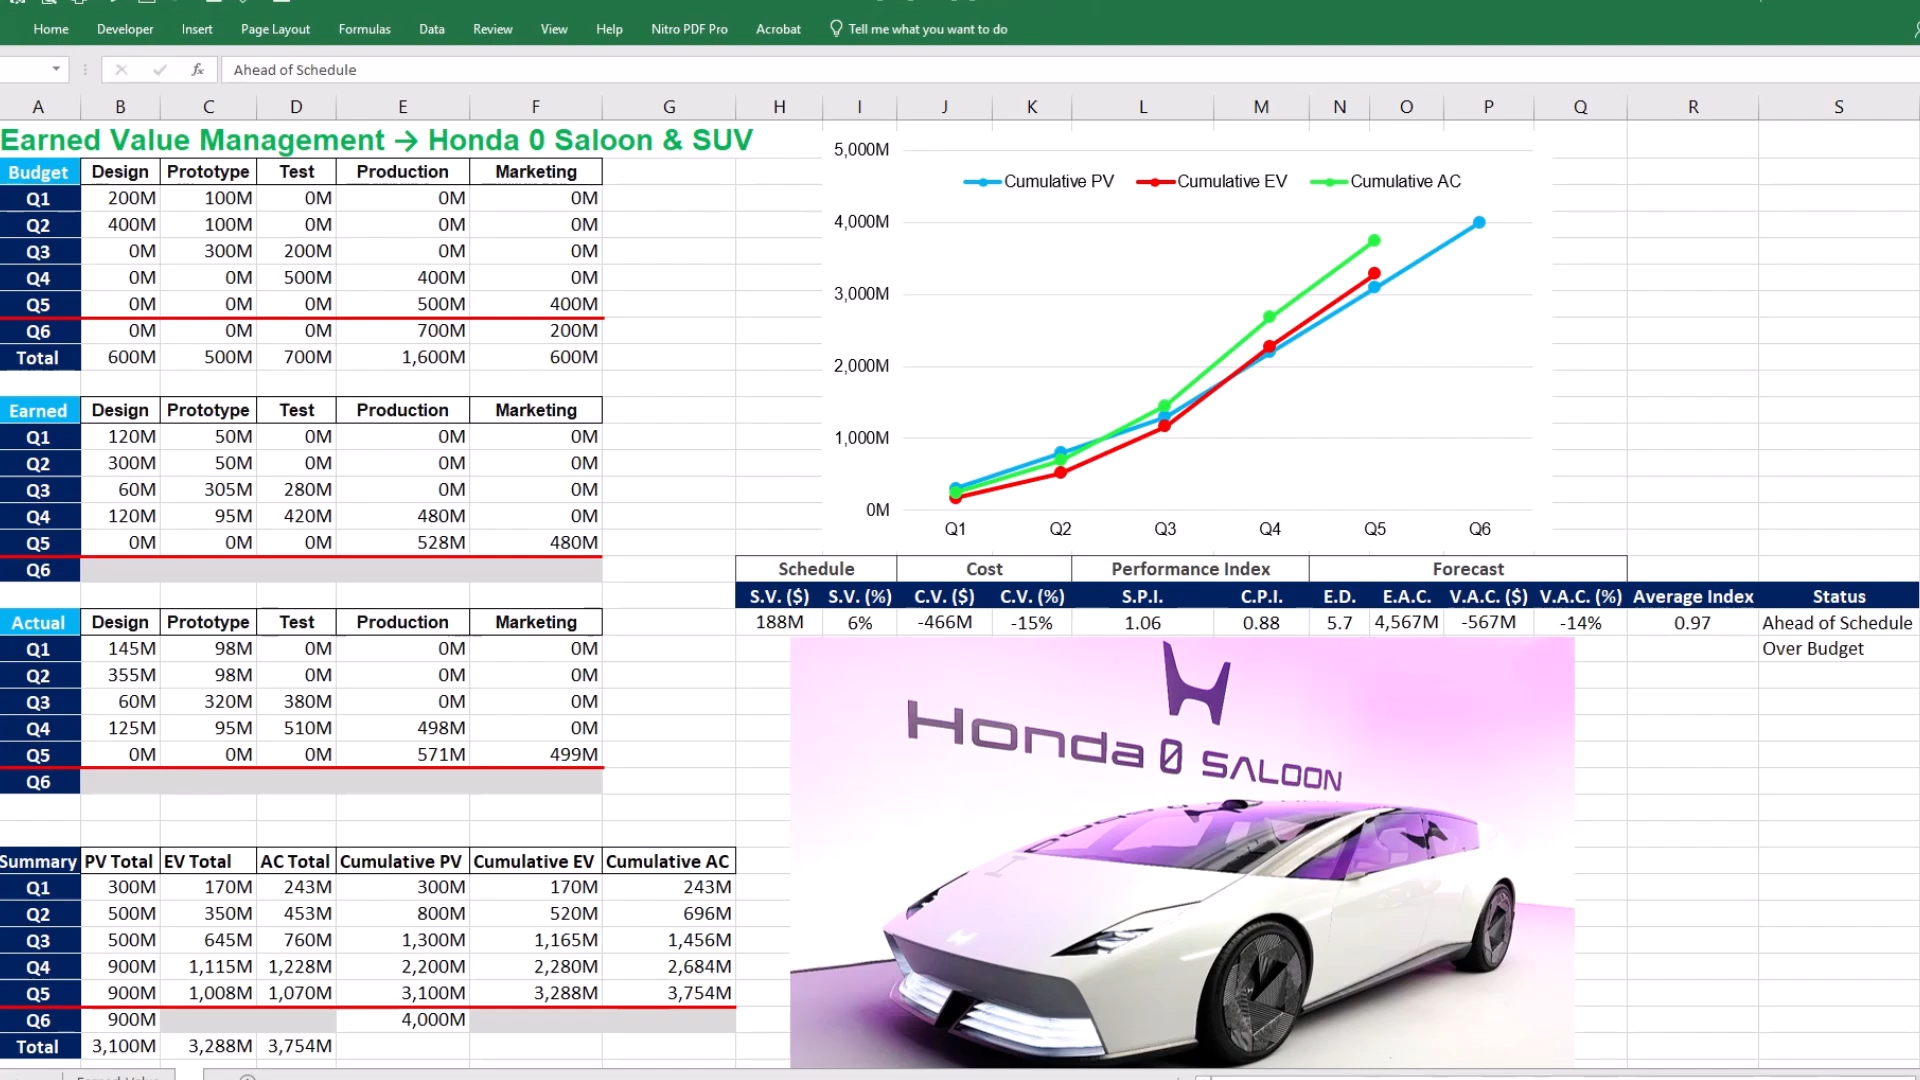 Home Developer Insert Page Layout Formulas Data Review View Help Nitro PDF Pro Acrobat Tell me what you want to do
fx Ahead of Schedule
A B C D E F G H I J K L M N O P Q R S
Earned Value Management → Honda 0 Saloon & SUV
Budget Design Prototype Test Production Marketing
Q1 200M 100M 0M 0M 0M
Q2 400M 100M 0M 0M 0M
Q3 0M 300M 200M 0M 0M
Q4 0M 0M 500M 400M 0M
Q5 0M 0M 0M 500M 400M
Q6 0M 0M 0M 700M 200M
Total 600M 500M 700M 1,600M 600M
Earned Design Prototype Test Production Marketing
Q1 120M 50M 0M 0M 0M
Q2 300M 50M 0M 0M 0M
Q3 60M 305M 280M 0M 0M
Q4 120M 95M 420M 480M 0M
Q5 0M 0M 0M 528M 480M
Q6
Actual Design Prototype Test Production Marketing
Q1 145M 98M 0M 0M 0M
Q2 355M 98M 0M 0M 0M
Q3 60M 320M 380M 0M 0M
Q4 125M 95M 510M 498M 0M
Q5 0M 0M 0M 571M 499M
Q6
Summary PV Total EV Total AC Total Cumulative PV Cumulative EV Cumulative AC
Q1 300M 170M 243M 300M 170M 243M
Q2 500M 350M 453M 800M 520M 696M
Q3 500M 645M 760M 1,300M 1,165M 1,456M
Q4 900M 1,115M 1,228M 2,200M 2,280M 2,684M
Q5 900M 1,008M 1,070M 3,100M 3,288M 3,754M
Q6 900M 4,000M
Total 3,100M 3,288M 3,754M
5,000M
Cumulative PV Cumulative EV Cumulative AC
4,000M
3,000M
2,000M
1,000M
0M
Q1 Q2 Q3 Q4 Q5 Q6
Schedule Cost Performance Index Forecast
S.V. ($) S.V. (%) C.V. ($) C.V. (%) S.P.I. C.P.I. E.D. E.A.C. V.A.C. ($) V.A.C. (%) Average Index Status
188M 6% -466M -15% 1.06 0.88 5.7 4,567M -567M -14% 0.97 Ahead of Schedule
Over Budget
Honda 0 SALOON